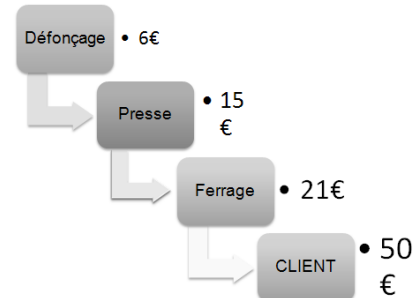 Défonçage
• 6€
Presse
• 15
€
Ferrage
• 21€
CLIENT
• 50
€